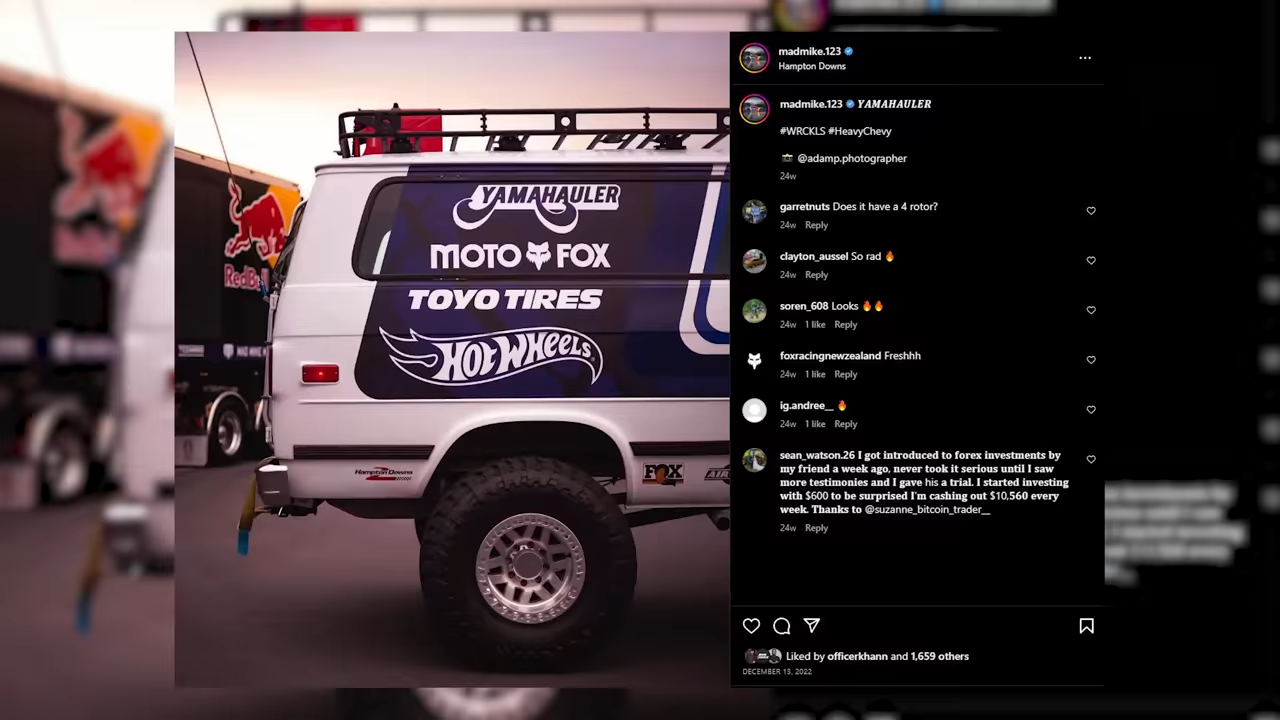 YAMAHAULER
MOTO FOX
TOYO TIRES
Hot Wheels
Hampton Downs
FOX
AIR
RedBull
madmike.123
Hampton Downs
madmike.123 YAMAHAULER
#WRCKLS #HeavyChevy
@adamp.photographer
24w
garretnuts Does it have a 4 rotor?
24w Reply
clayton_aussel So rad 🔥
24w Reply
soren_608 Looks 🔥🔥
24w 1 like Reply
foxracingnewzealand Freshhh
24w 1 like Reply
ig.andree__ 🔥
24w 1 like Reply
sean_watson.26 I got introduced to forex investments by
my friend a week ago, never took it serious until I saw
more testimonies and I gave his a trial. I started investing
with $600 to be surprised I'm cashing out $10,560 every
week. Thanks to @suzanne_bitcoin_trader__
24w Reply
Liked by officerkhann and 1,659 others
DECEMBER 13, 2022